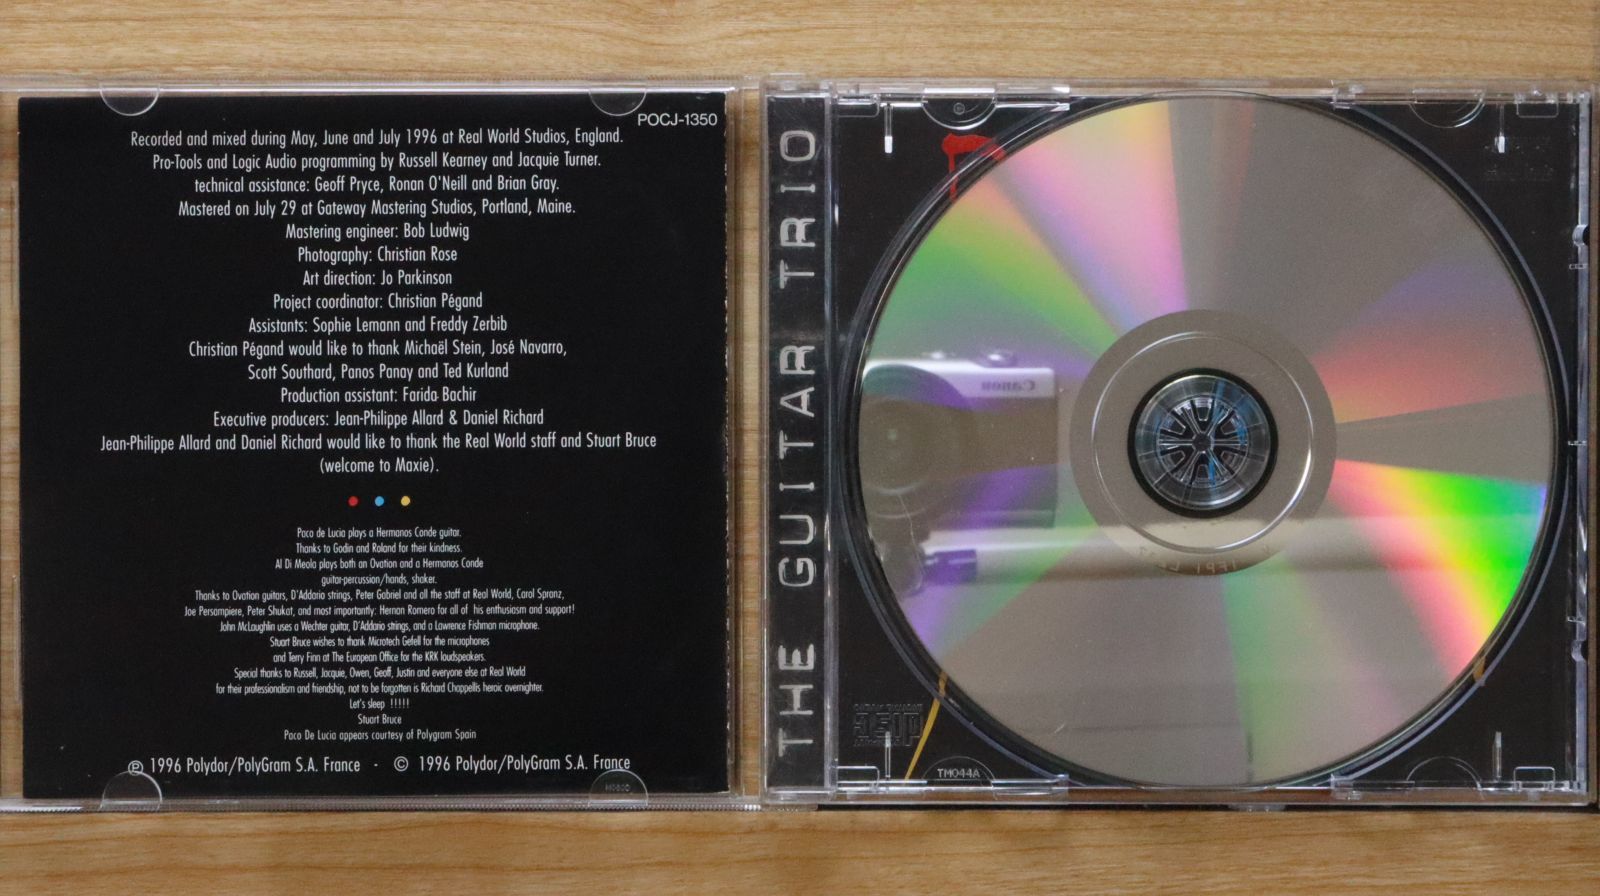 POCJ-1350
Recorded and mixed during May, June and July 1996 at Real World Studios, England.
Pro-Tools and Logic Audio programming by Russell Kearney and Jacquie Turner.
technical assistance: Geoff Pryce, Ronan O'Neill and Brian Gray.
Mastered on July 29 at Gateway Mastering Studios, Portland, Maine.
Mastering engineer: Bob Ludwig
Photography: Christian Rose
Art direction: Jo Parkinson
Project coordinator: Christian Pégand
Assistants: Sophie Lemann and Freddy Zerbib
Christian Pégand would like to thank Michaël Stein, José Navarro,
Scott Southard, Panos Panay and Ted Kurland
Production assistant: Farida Bachir
Executive producers: Jean-Philippe Allard & Daniel Richard
Jean-Philippe Allard and Daniel Richard would like to thank the Real World staff and Stuart Bruce
(welcome to Maxie).
Paco de Lucia plays a Hermanos Conde guitar.
Thanks to Godin and Roland for their kindness.
Al Di Meola plays both an Ovation and a Hermanos Conde
guitar-percussion/hands, shaker.
Thanks to Ovation guitars, D'Addario strings, Peter Gabriel and all the staff at Real World, Carol Spranz,
Joe Persampiere, Peter Shukat, and most importantly: Hernan Romero for all of his enthusiasm and support!
John McLaughlin uses a Wechter guitar, D'Addario strings, and a Lawrence Fishman microphone.
Stuart Bruce wishes to thank Microtech Gefell for the microphones
and Terry Finn at The European Office for the KRK loudspeakers.
Special thanks to Russell, Jacquie, Owen, Geoff, Justin and everyone else at Real World
for their professionalism and friendship, not to be forgotten is Richard Chappellis heroic overnighter.
Let's sleep !!!!!
Stuart Bruce
Paco De Lucia appears courtesy of Polygram Spain
℗ 1996 Polydor/PolyGram S.A. France - © 1996 Polydor/PolyGram S.A. France
THE GUITAR TRIO
Canon
TM044A